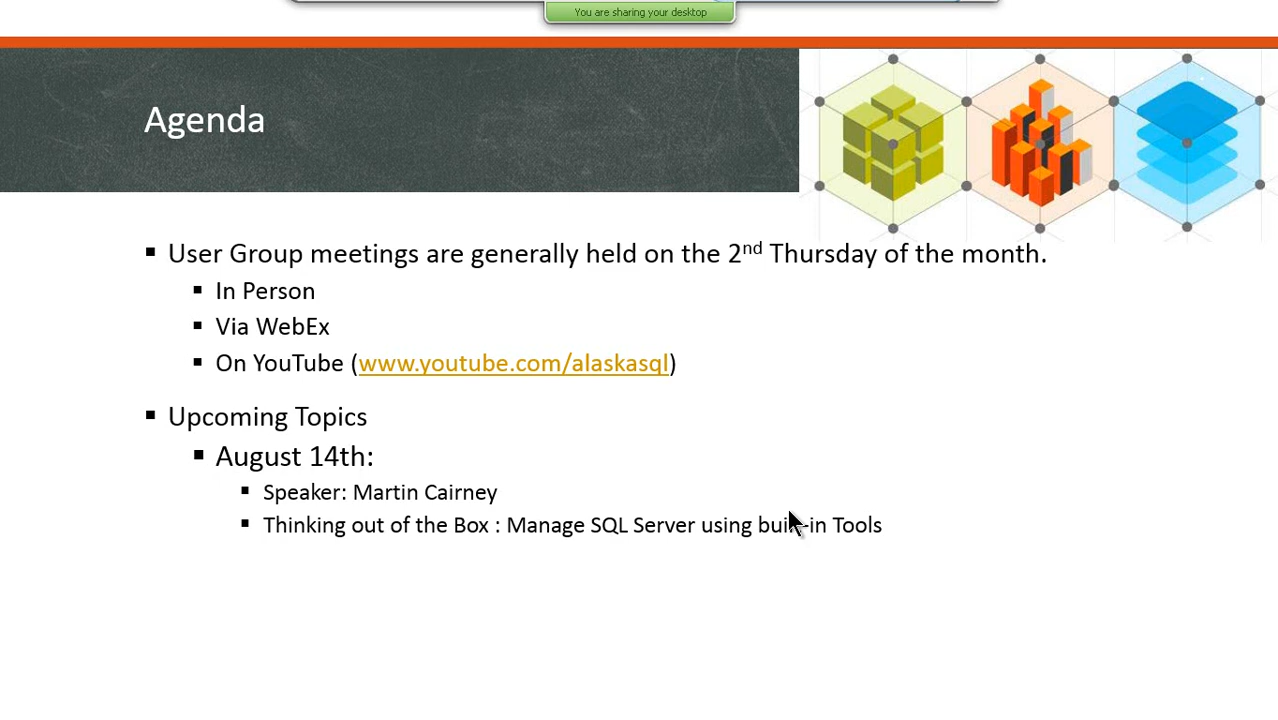 You are sharing your desktop
Agenda
User Group meetings are generally held on the 2nd Thursday of the month.
In Person
Via WebEx
On YouTube (www.youtube.com/alaskasql)
Upcoming Topics
August 14th:
Speaker: Martin Cairney
Thinking out of the Box : Manage SQL Server using built-in Tools